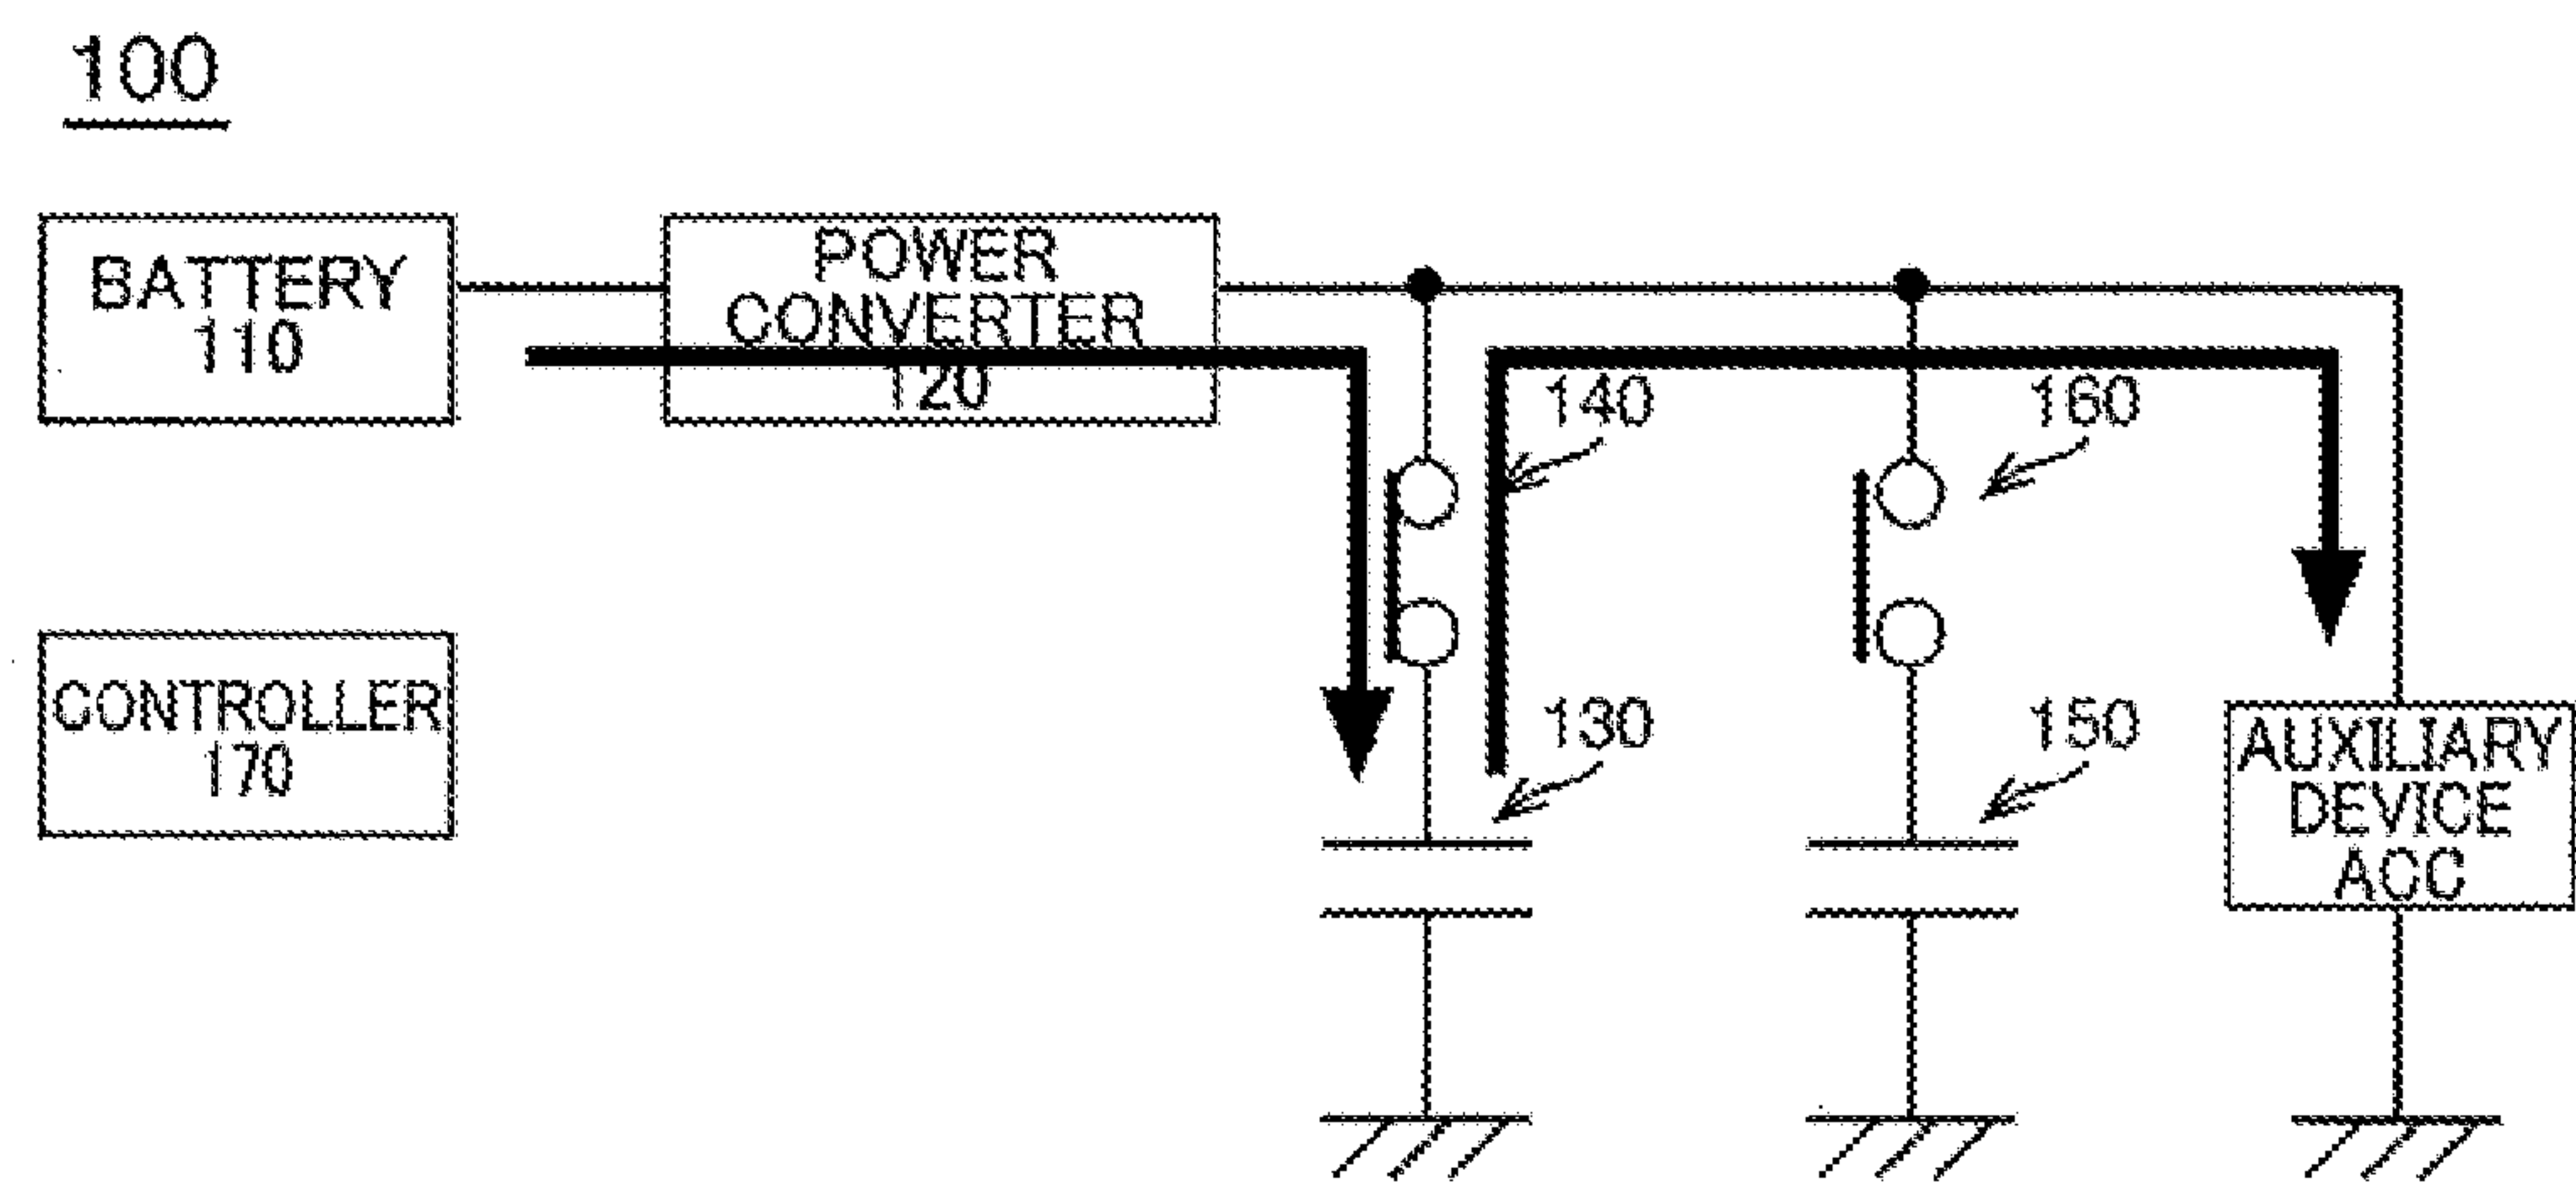 100
BATTERY
110
POWER
CONVERTER
120
140
160
CONTROLLER
170
130
150
AUXILIARY
DEVICE
ACC